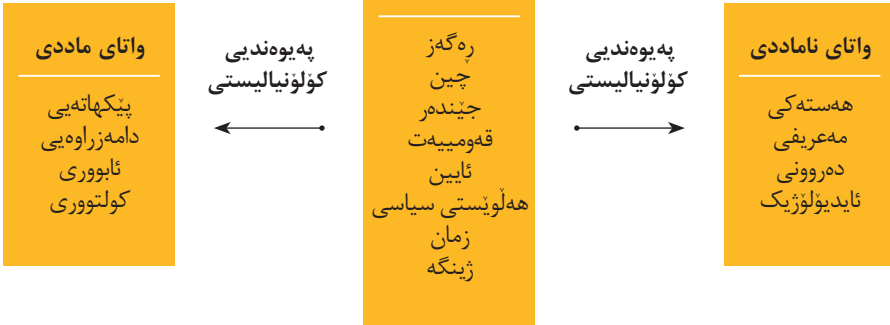 واتای ناماددی
هەستەکی
مەعریفی
دەروونی
ئایدیۆلۆژیک
پەیوەندیی
کۆلۆنیالیستی
ڕەگەز
چین
جێندەر
قەومییەت
ئایین
هەڵوێستی سیاسی
زمان
ژینگە
پەیوەندیی
کۆلۆنیالیستی
واتای ماددی
پێکهاتەیی
دامەزراوەیی
ئابووری
کولتووری